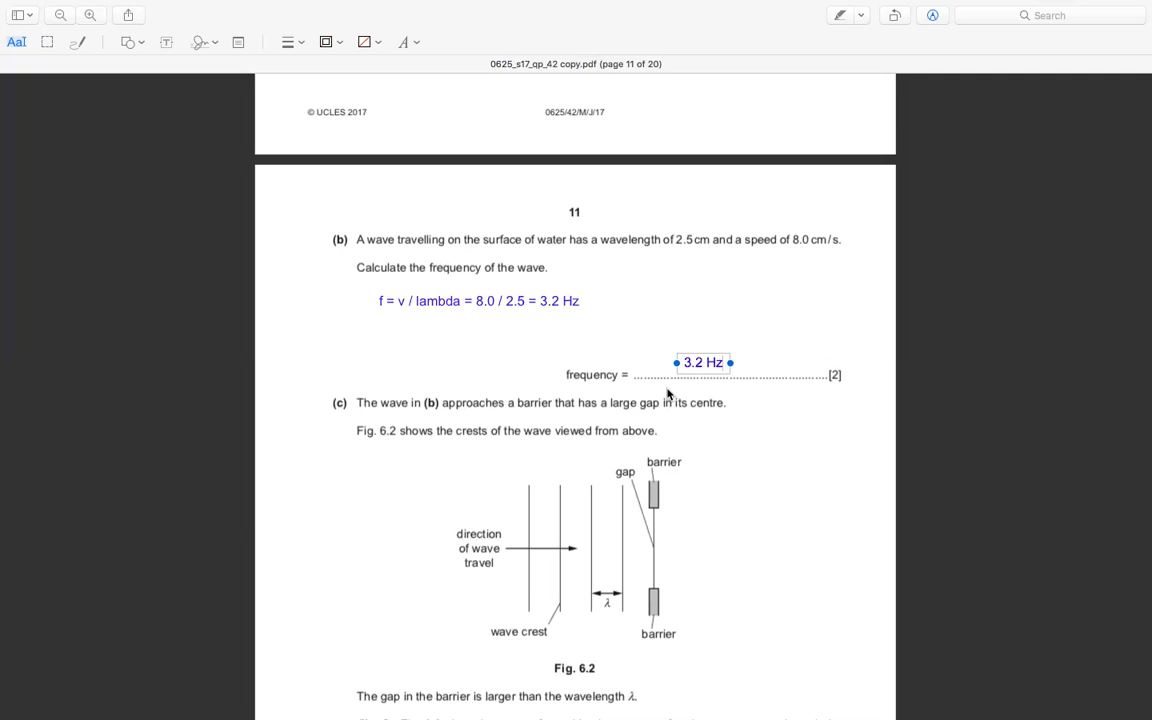 Search
AaI
T
A
0625_s17_qp_42 copy.pdf (page 11 of 20)
© UCLES 2017
0625/42/M/J/17
11
(b) A wave travelling on the surface of water has a wavelength of 2.5 cm and a speed of 8.0 cm/s.
Calculate the frequency of the wave.
f = v / lambda = 8.0 / 2.5 = 3.2 Hz
3.2 Hz
frequency = ............................................................[2]
(c) The wave in (b) approaches a barrier that has a large gap in its centre.
Fig. 6.2 shows the crests of the wave viewed from above.
barrier
gap
direction
of wave
travel
λ
wave crest
barrier
Fig. 6.2
The gap in the barrier is larger than the wavelength λ.